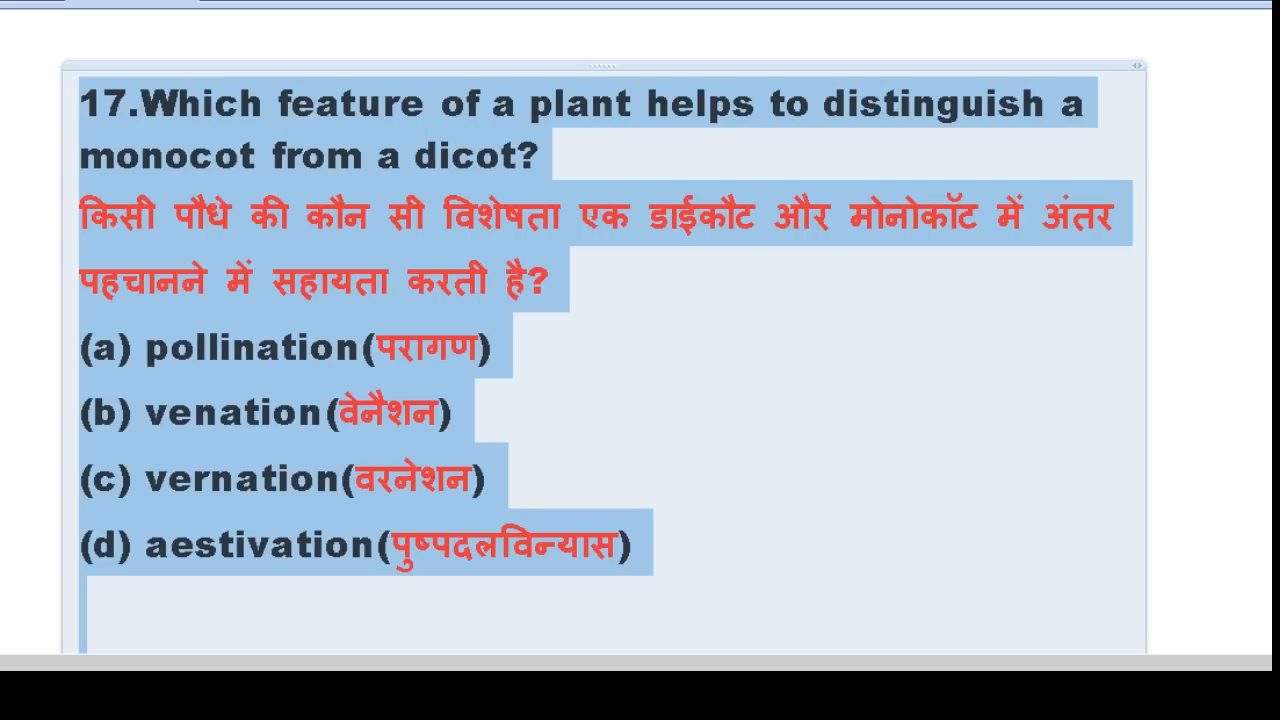 17.Which feature of a plant helps to distinguish a
monocot from a dicot?
किसी पौधे की कौन सी विशेषता एक डाईकौट और मोनोकॉट में अंतर
पहचानने में सहायता करती है?
(a) pollination(परागण)
(b) venation(वेनैशन)
(c) vernation(वरनेशन)
(d) aestivation(पुष्पदलविन्यास)